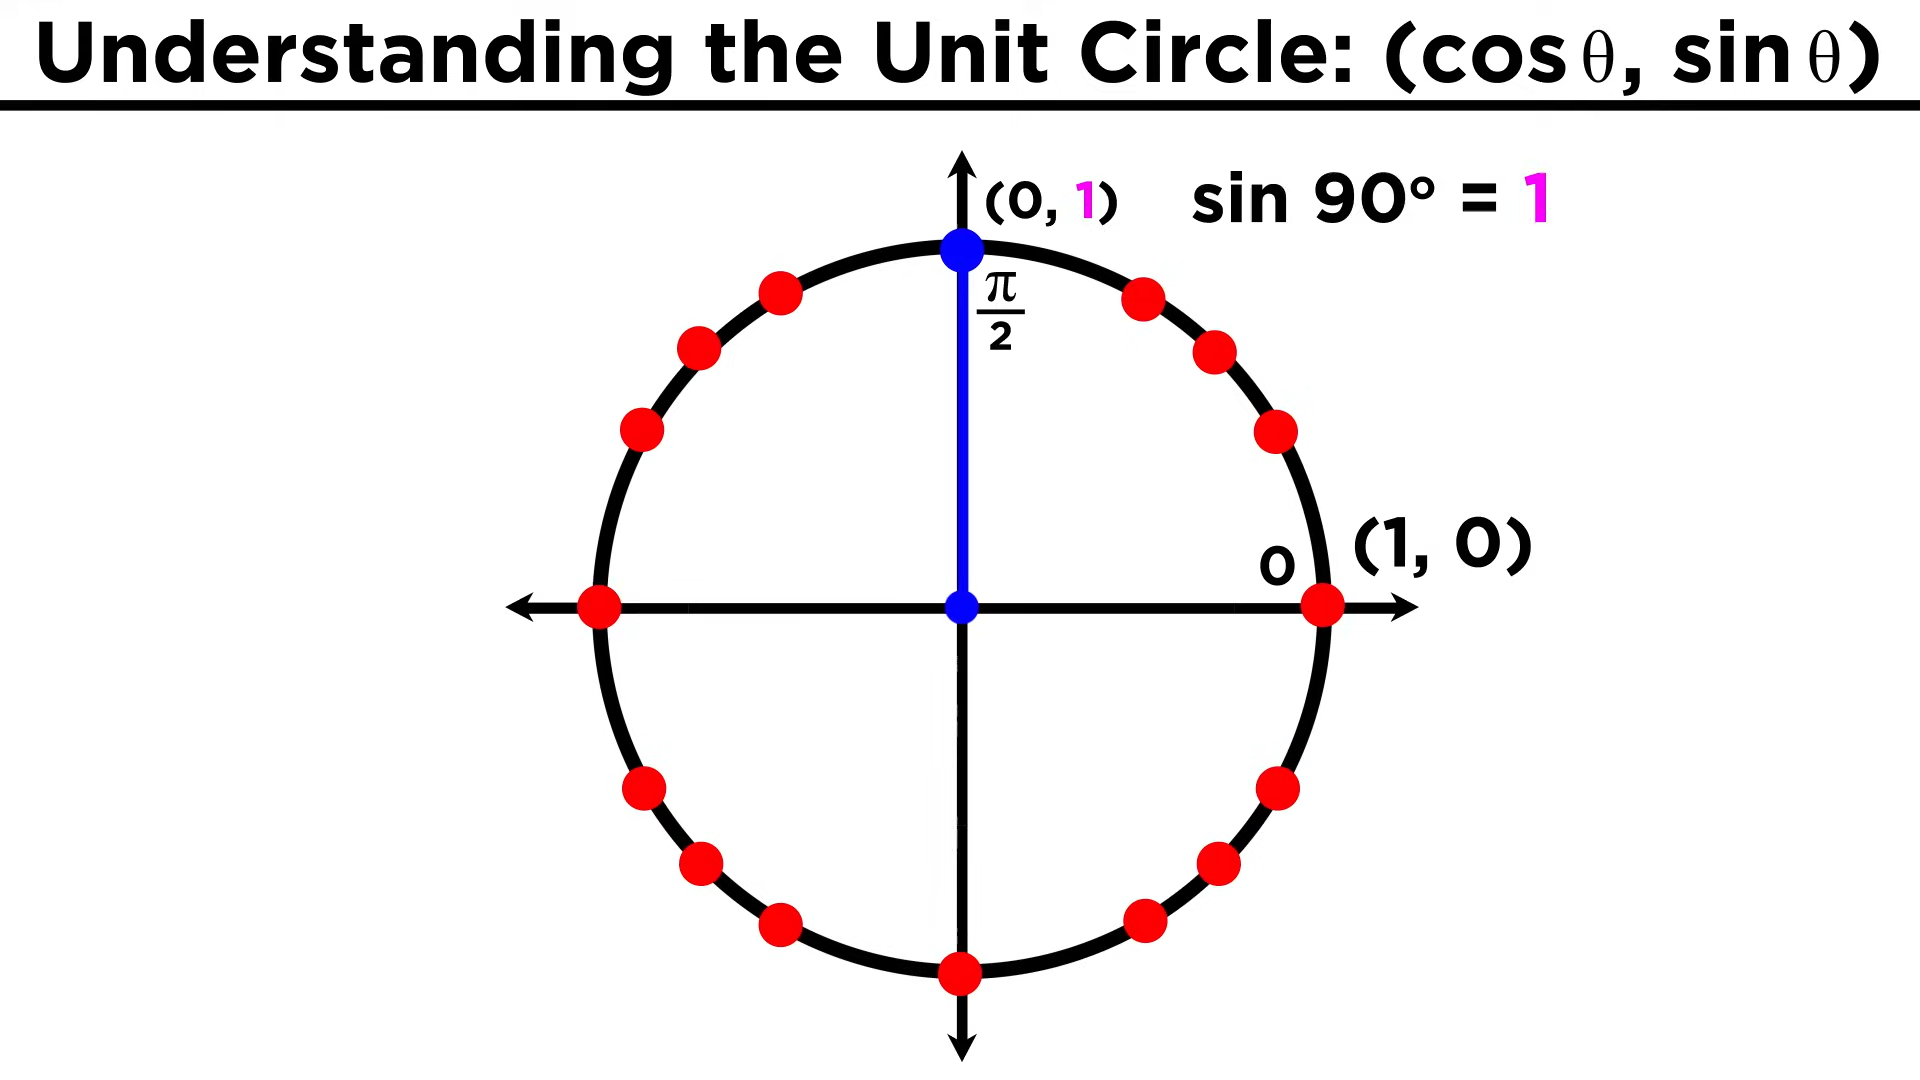 Understanding the Unit Circle: (cos θ, sin θ)
(0, 1)
sin 90° = 1
π
2
0
(1, 0)